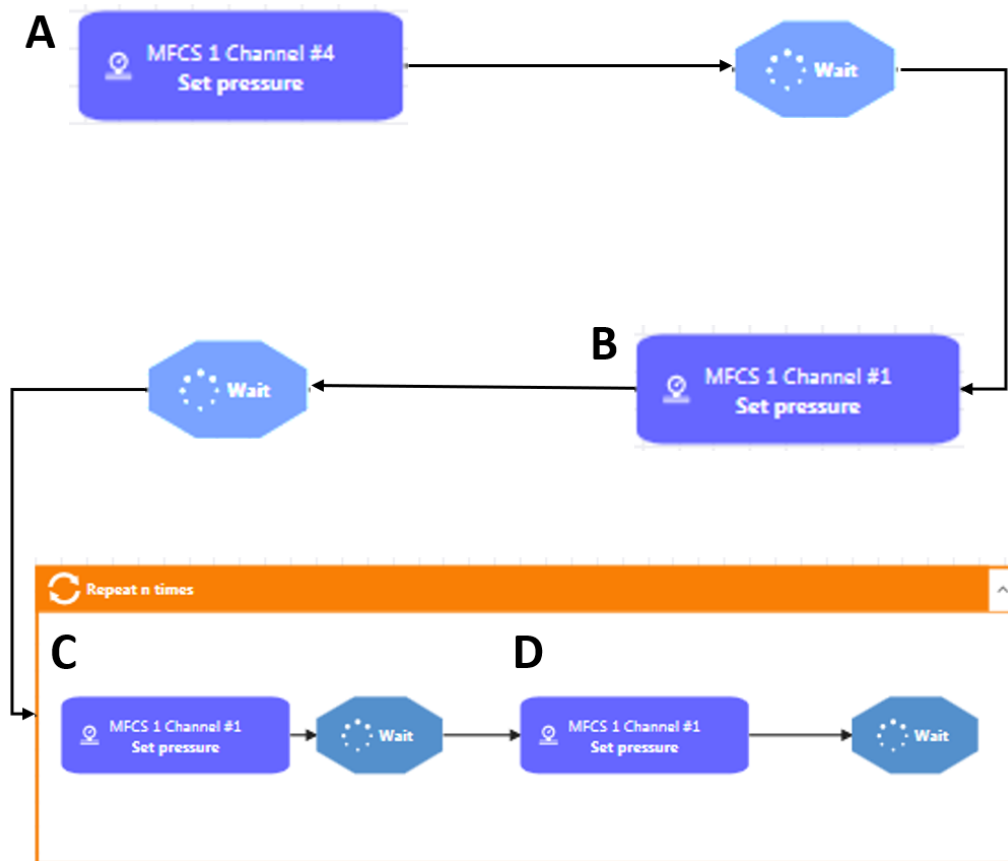 A
MFCS 1 Channel #4
Set pressure
Wait
B
MFCS 1 Channel #1
Set pressure
Wait
Repeat n times
C
MFCS 1 Channel #1
Set pressure
Wait
D
MFCS 1 Channel #1
Set pressure
Wait